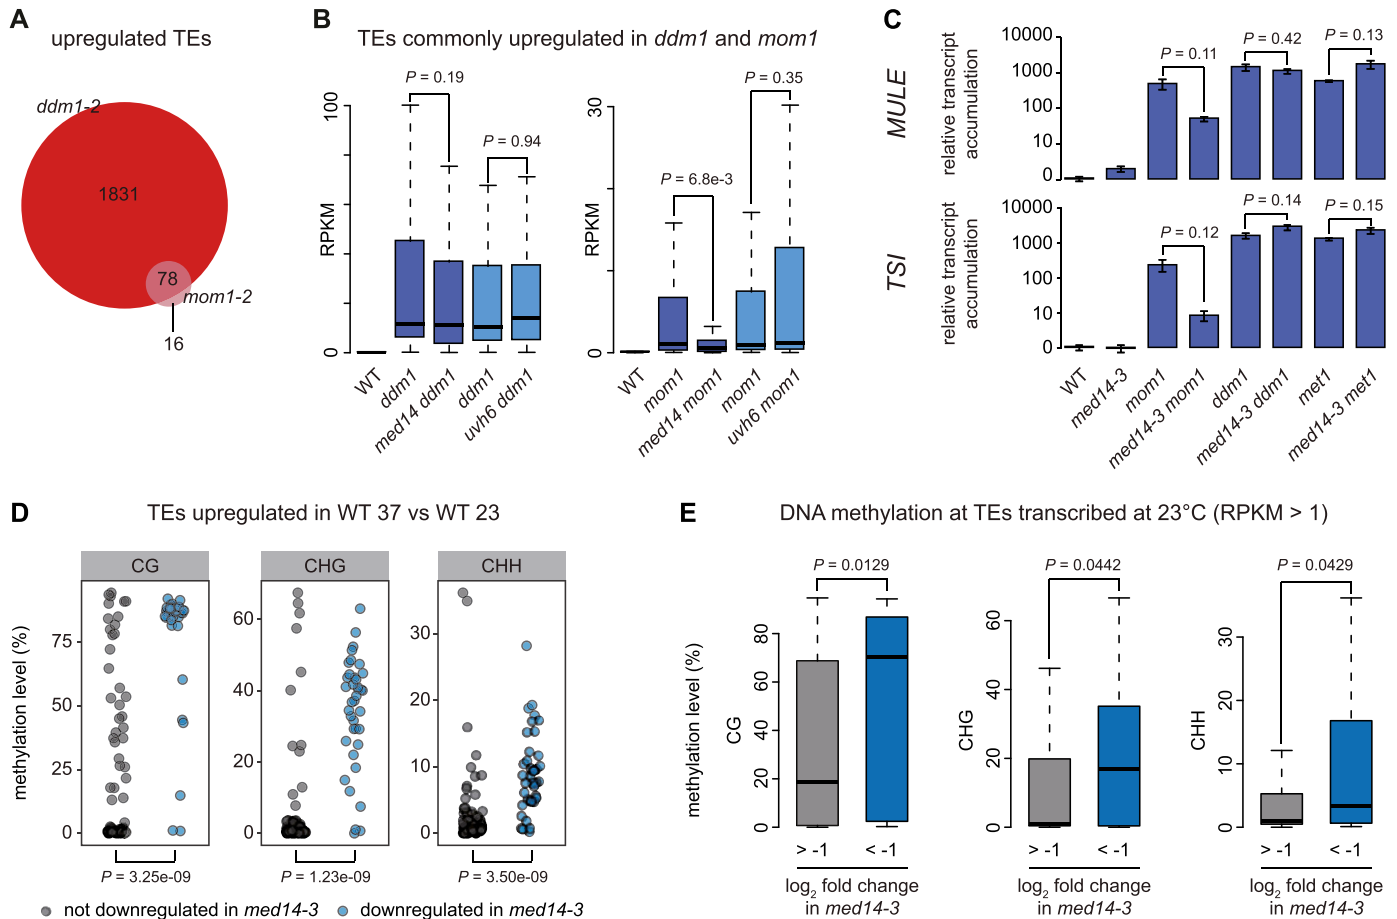 A
upregulated TEs
ddm1-2
1831
78
mom1-2
16
B
TEs commonly upregulated in ddm1 and mom1
P = 0.19
P = 0.94
100
RPKM
0
WT
ddm1
med14 ddm1
ddm1
uvh6 ddm1
P = 0.35
P = 6.8e-3
30
RPKM
0
WT
mom1
med14 mom1
mom1
uvh6 mom1
C
MULE
relative transcript
accumulation
10000
1000
100
10
0
P = 0.11
P = 0.42
P = 0.13
TSI
relative transcript
accumulation
10000
1000
100
10
0
P = 0.12
P = 0.14
P = 0.15
WT
med14-3
mom1
med14-3 mom1
ddm1
med14-3 ddm1
met1
med14-3 met1
D
TEs upregulated in WT 37 vs WT 23
methylation level (%)
CG
75
50
25
0
P = 3.25e-09
CHG
60
40
20
0
P = 1.23e-09
CHH
30
20
10
0
P = 3.50e-09
not downregulated in med14-3
downregulated in med14-3
E
DNA methylation at TEs transcribed at 23°C (RPKM > 1)
methylation level (%)
P = 0.0129
CG
80
60
40
20
0
> -1
< -1
log2 fold change
in med14-3
P = 0.0442
CHG
60
40
20
0
> -1
< -1
log2 fold change
in med14-3
P = 0.0429
CHH
30
10
0
> -1
< -1
log2 fold change
in med14-3